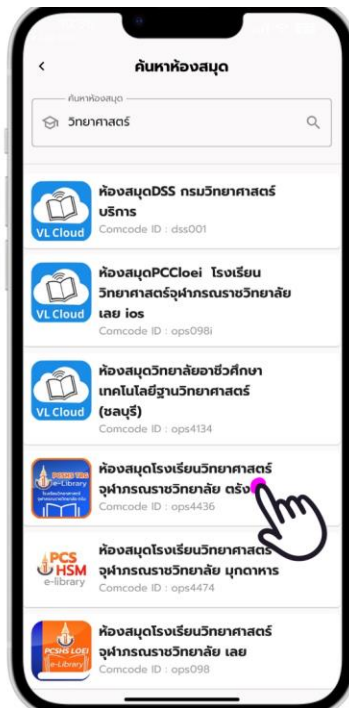 ค้นหาห้องสมุด
ค้นหาห้องสมุด
วิทยาศาสตร์
VL Cloud
ห้องสมุดDSS กรมวิทยาศาสตร์
บริการ
Comcode ID : dss001
VL Cloud
ห้องสมุดPCCloei โรงเรียน
วิทยาศาสตร์จุฬาภรณราชวิทยาลัย
เลย ios
Comcode ID : ops098i
VL Cloud
ห้องสมุดวิทยาลัยอาชีวศึกษา
เทคโนโลยีฐานวิทยาศาสตร์
(ชลบุรี)
Comcode ID : ops4134
PCSHS TRG
e-Library
ห้องสมุดโรงเรียนวิทยาศาสตร์
จุฬาภรณราชวิทยาลัย ตรัง
Comcode ID : ops4436
PCS
HSM
e-library
ห้องสมุดโรงเรียนวิทยาศาสตร์
จุฬาภรณราชวิทยาลัย มุกดาหาร
Comcode ID : ops4474
PCSHS LOEI
e-Library
ห้องสมุดโรงเรียนวิทยาศาสตร์
จุฬาภรณราชวิทยาลัย เลย
Comcode ID : ops098